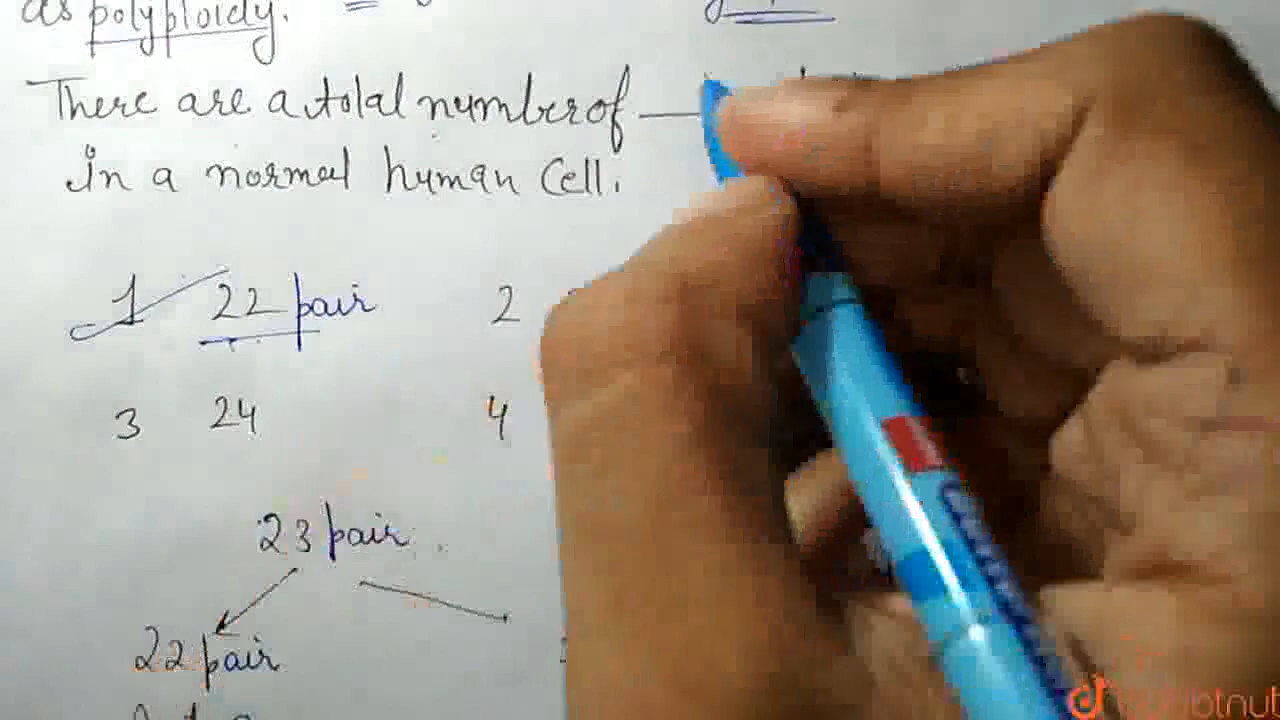 as polyploidy.
There are a total number of
in a normal human cell.
1 22 pair 2
3 24 4
23 pair
22 pair